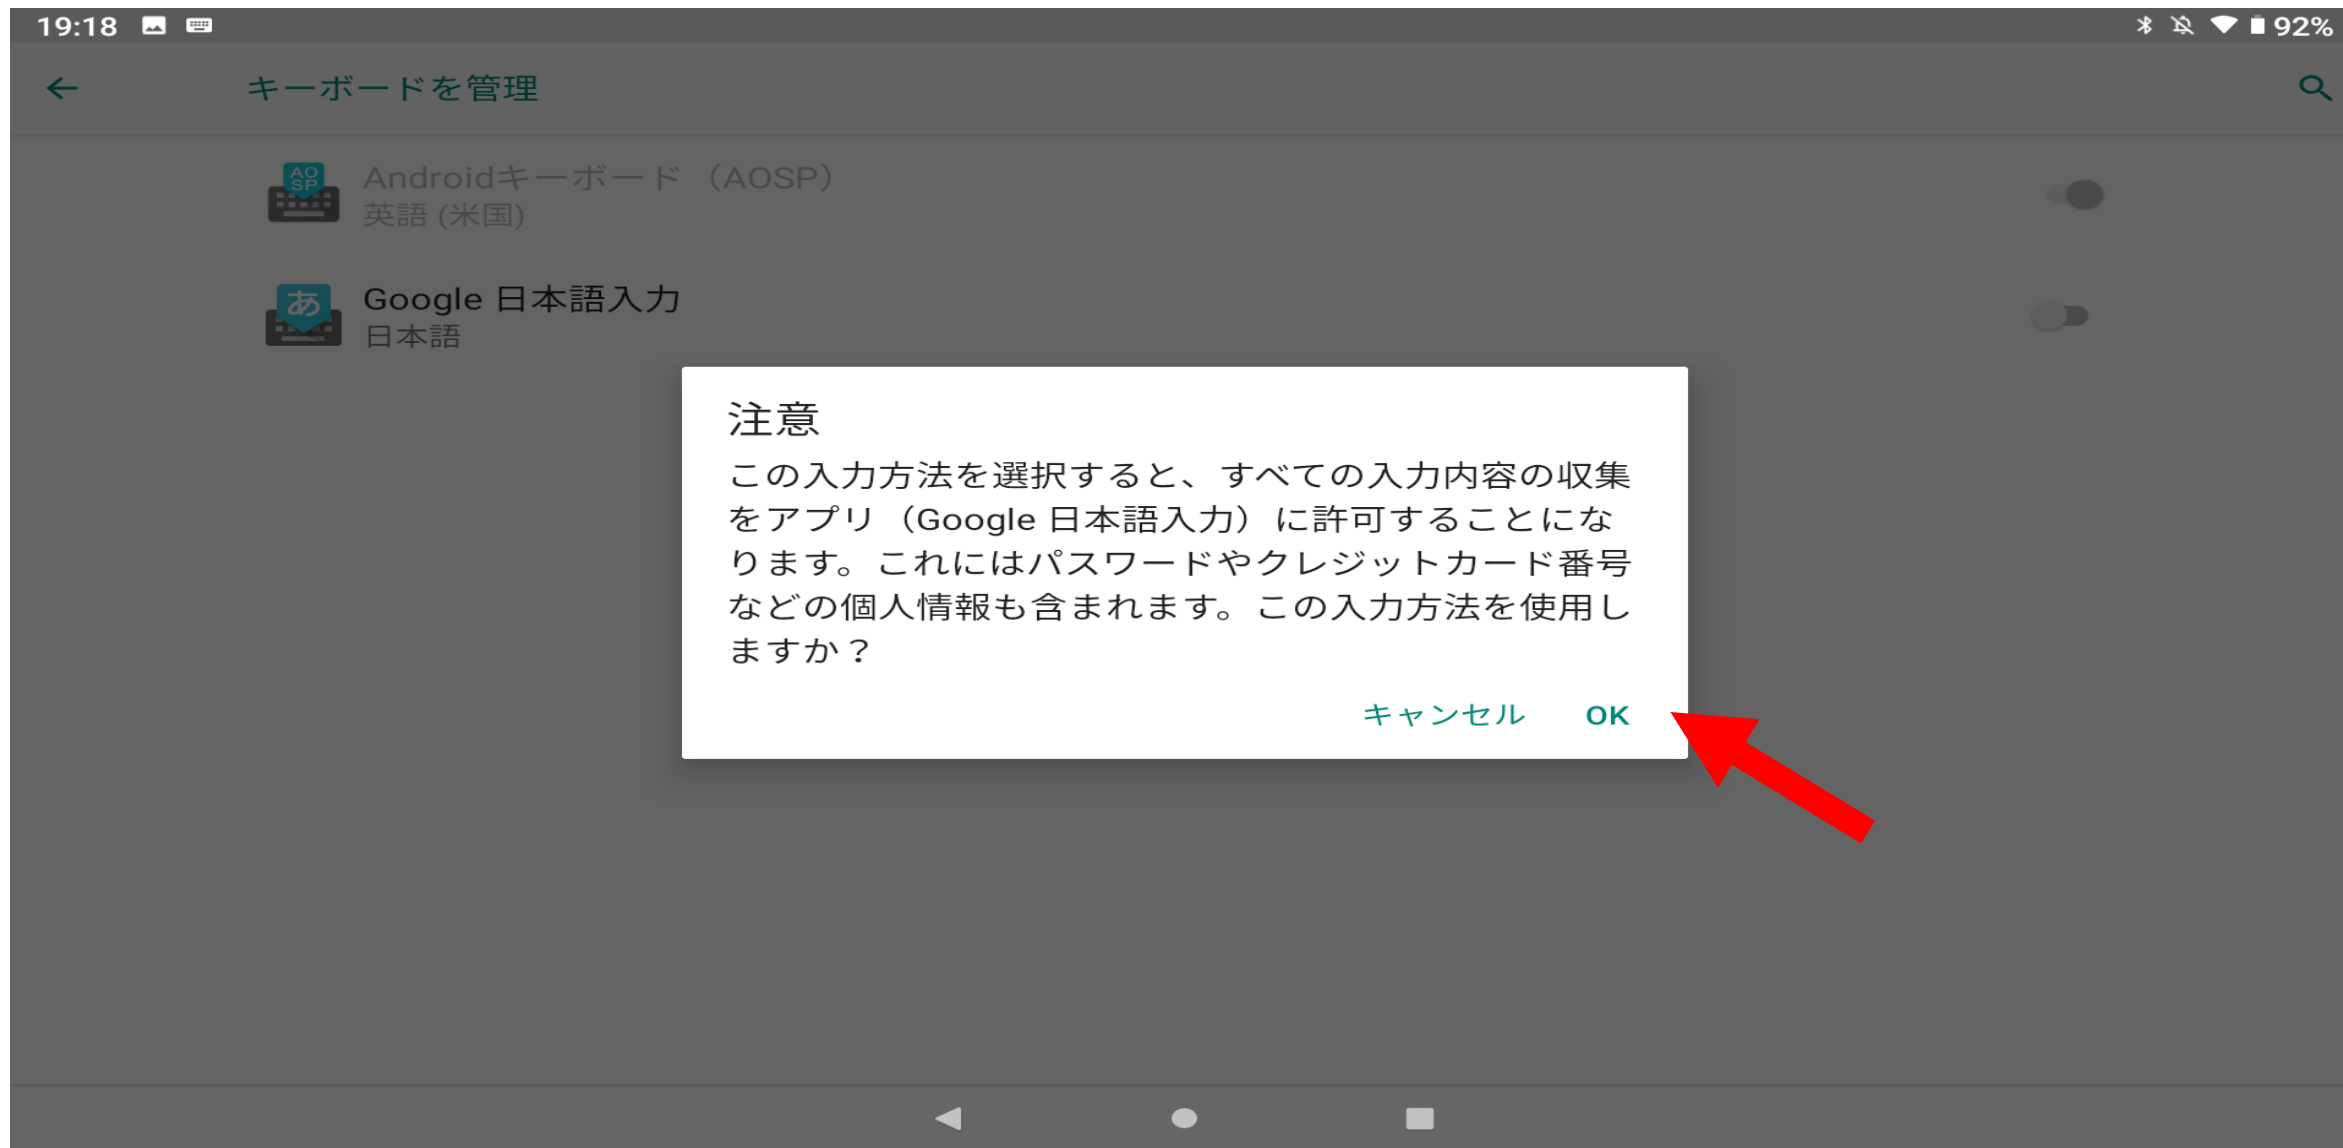 19:18
92%
キーボードを管理
AO
SP
Androidキーボード（AOSP）
英語 (米国)
あ
Google 日本語入力
日本語
注意
この入力方法を選択すると、すべての入力内容の収集
をアプリ（Google 日本語入力）に許可することにな
ります。これにはパスワードやクレジットカード番号
などの個人情報も含まれます。この入力方法を使用し
ますか？
キャンセル
OK